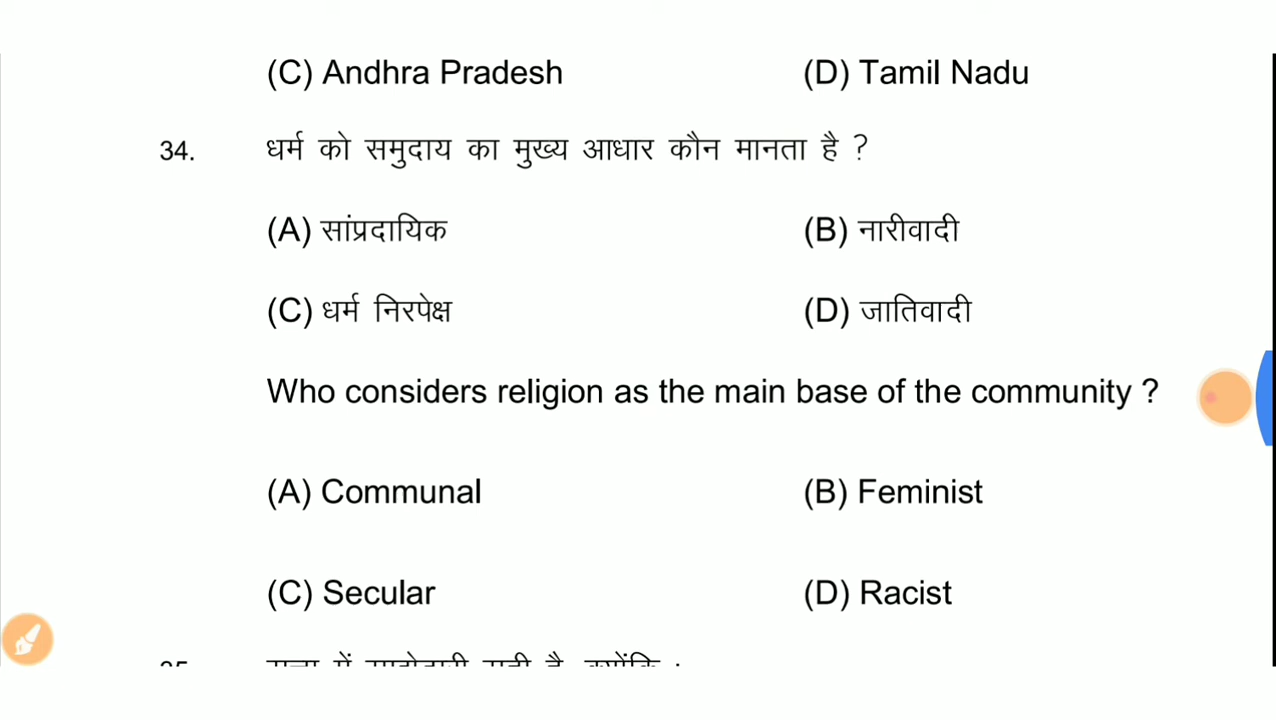 (C) Andhra Pradesh (D) Tamil Nadu
34. धर्म को समुदाय का मुख्य आधार कौन मानता है ?
(A) सांप्रदायिक (B) नारीवादी
(C) धर्म निरपेक्ष (D) जातिवादी
Who considers religion as the main base of the community ?
(A) Communal (B) Feminist
(C) Secular (D) Racist